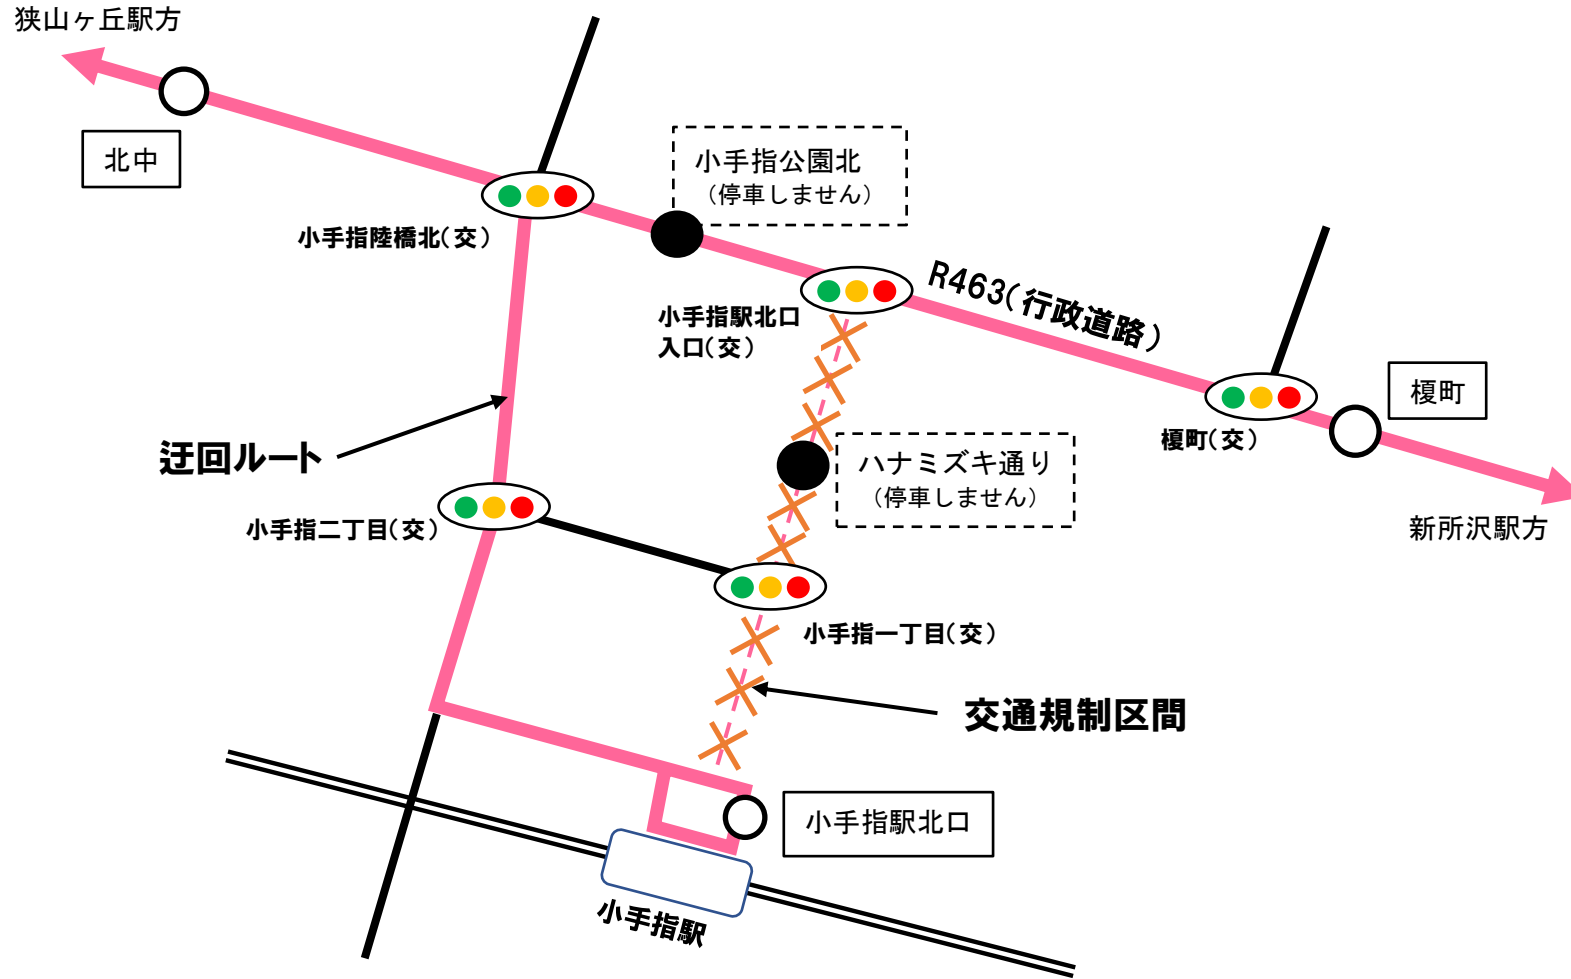 狭山ヶ丘駅方
北中
小手指公園北
（停車しません）
小手指陸橋北（交）
R463（行政道路）
小手指駅北口
入口（交）
榎町
榎町（交）
迂回ルート
ハナミズキ通り
（停車しません）
小手指二丁目（交）
新所沢駅方
小手指一丁目（交）
交通規制区間
小手指駅北口
小手指駅